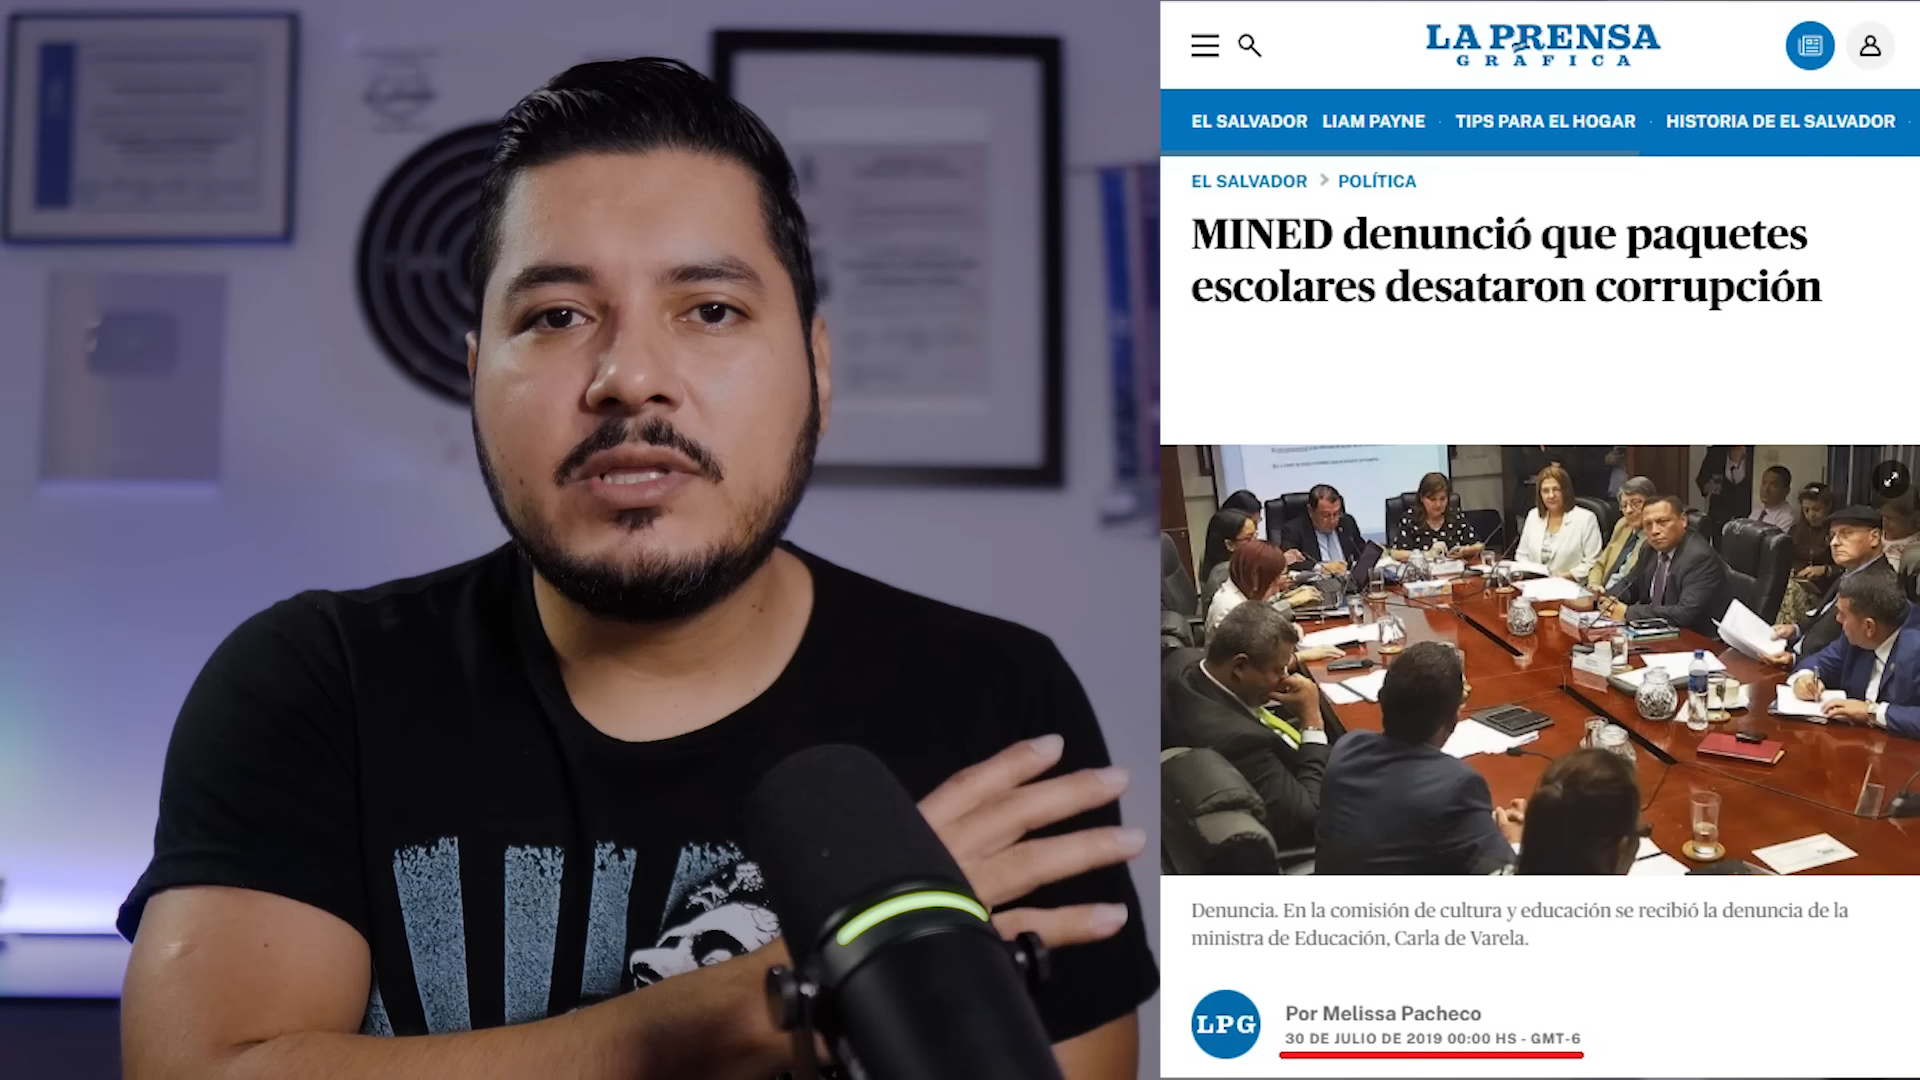 LA PRENSA
GRÁFICA
EL SALVADOR LIAM PAYNE · TIPS PARA EL HOGAR · HISTORIA DE EL SALVADOR ·
EL SALVADOR > POLÍTICA
MINED denunció que paquetes
escolares desataron corrupción
Denuncia. En la comisión de cultura y educación se recibió la denuncia de la
ministra de Educación, Carla de Varela.
LPG
Por Melissa Pacheco
30 DE JULIO DE 2019 00:00 HS - GMT-6